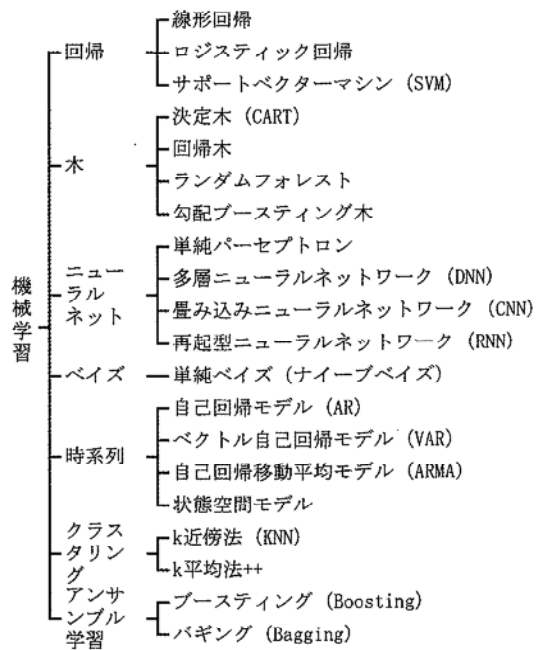 機械学習
回帰
線形回帰
ロジスティック回帰
サポートベクターマシン (SVM)
木
決定木 (CART)
回帰木
ランダムフォレスト
勾配ブースティング木
ニュー
ラル
ネット
単純パーセプトロン
多層ニューラルネットワーク (DNN)
畳み込みニューラルネットワーク (CNN)
再起型ニューラルネットワーク (RNN)
ベイズ
単純ベイズ (ナイーブベイズ)
時系列
自己回帰モデル (AR)
ベクトル自己回帰モデル (VAR)
自己回帰移動平均モデル (ARMA)
状態空間モデル
クラス
タリン
グ
k近傍法 (KNN)
k平均法++
アンサ
ンブル
学習
ブースティング (Boosting)
バギング (Bagging)